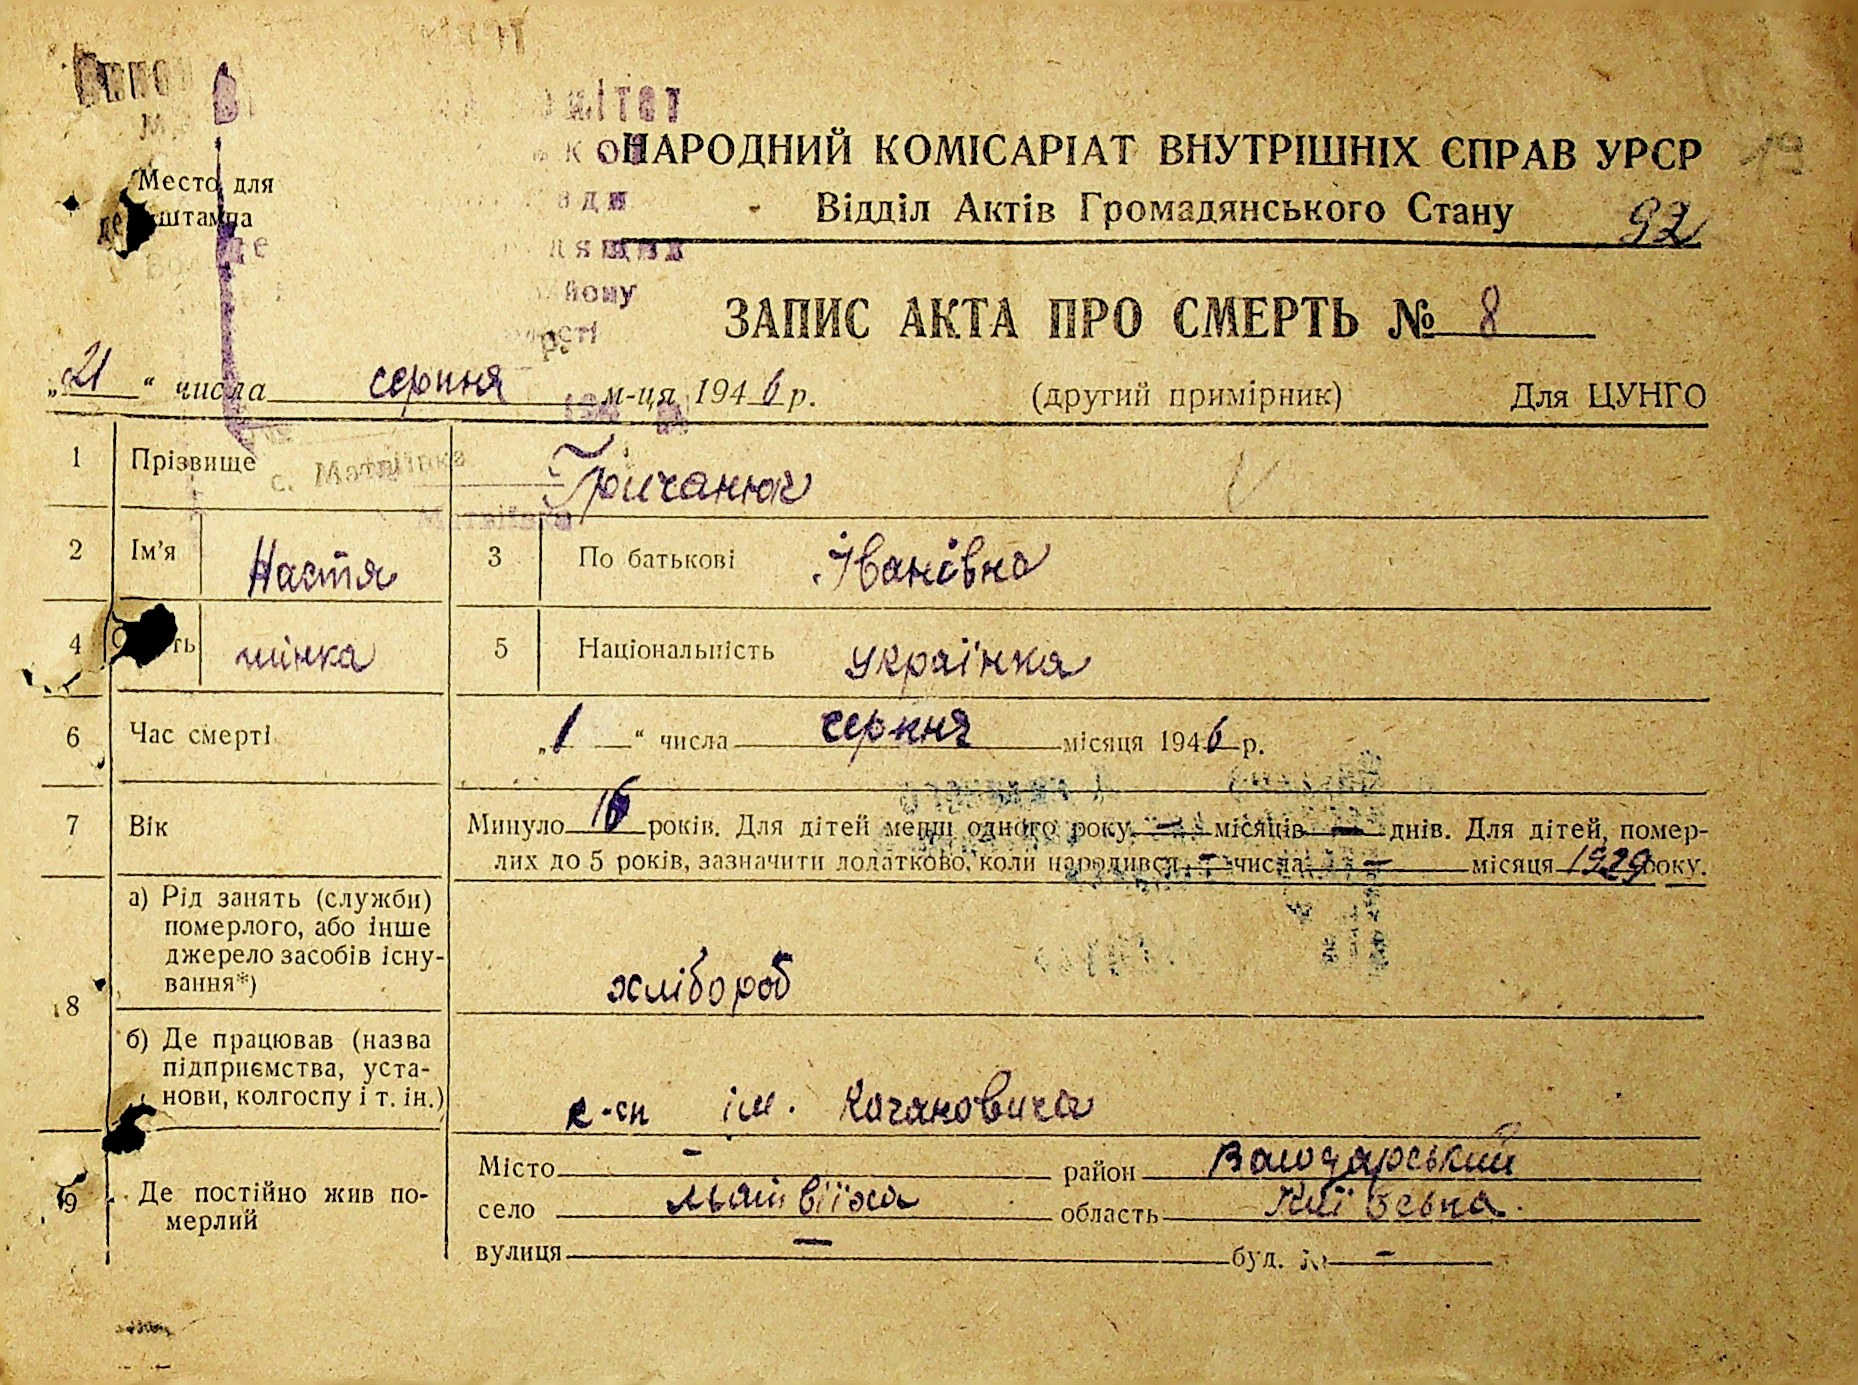 Вико
мітет
НАРОДНИЙ КОМІСАРІАТ ВНУТРІШНІХ СПРАВ УРСР
Место для
штампа
Відділ Актів Громадянського Стану 92
ЗАПИС АКТА ПРО СМЕРТЬ № 8
„21“ числа серпня м-ця 1946 р. (другий примірник) Для ЦУНГО
1 Прізвище Гричанюк
с. Матвіївка
2 Ім'я Настя 3 По батькові Іванівна
4 жінка 5 Національність українка
6 Час смерті „1“ числа серпня місяця 1946 р.
7 Вік Минуло 16 років. Для дітей менш одного року — місяців — днів. Для дітей, помер-
лих до 5 років, зазначити додатково, коли народився — числа — місяця 1929 року.
8 а) Рід занять (служби)
померлого, або інше
джерело засобів існу-
вання*)
хлібороб
б) Де працював (назва
підприємства, уста-
нови, колгоспу і т. ін.)
к-сп ім. Кагановича
9 Де постійно жив по-
мерлий
Місто — район Володарський
село Матвіїха область Київська.
вулиця — буд. № —